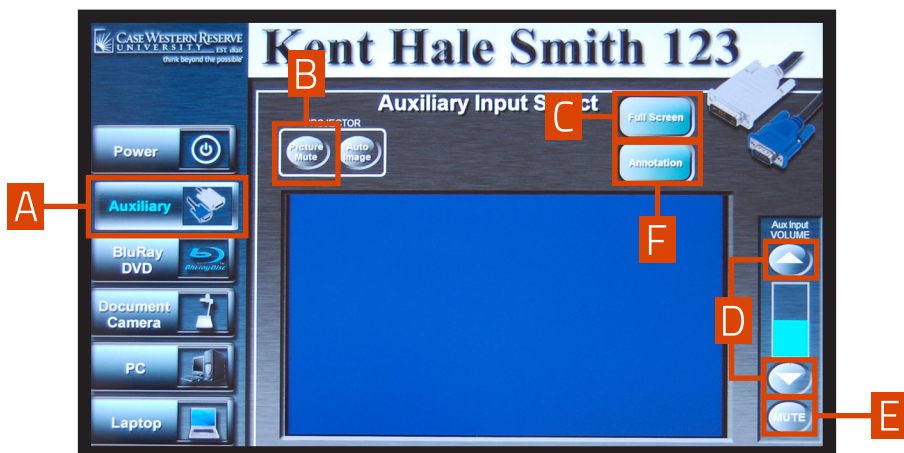 CASE WESTERN RESERVE
UNIVERSITY EST. 1826
think beyond the possible
Kent Hale Smith 123
B
Auxiliary Input Select
C
Full Screen
PROJECTOR
Picture
Mute
Auto
Image
Annotation
F
Power
A
Auxiliary
BluRay
DVD
Blu-ray Disc
Document
Camera
PC
Laptop
Aux Input
VOLUME
D
MUTE
E